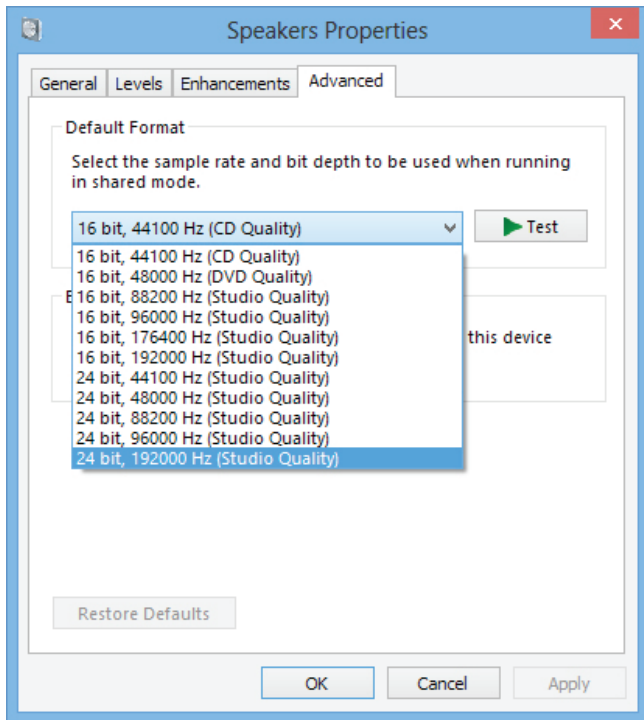 Speakers Properties
General Levels Enhancements Advanced
Default Format
Select the sample rate and bit depth to be used when running
in shared mode.
16 bit, 44100 Hz (CD Quality)
Test
16 bit, 44100 Hz (CD Quality)
16 bit, 48000 Hz (DVD Quality)
16 bit, 88200 Hz (Studio Quality)
16 bit, 96000 Hz (Studio Quality)
16 bit, 176400 Hz (Studio Quality)
this device
16 bit, 192000 Hz (Studio Quality)
24 bit, 44100 Hz (Studio Quality)
24 bit, 48000 Hz (Studio Quality)
24 bit, 88200 Hz (Studio Quality)
24 bit, 96000 Hz (Studio Quality)
24 bit, 192000 Hz (Studio Quality)
Restore Defaults
OK Cancel Apply